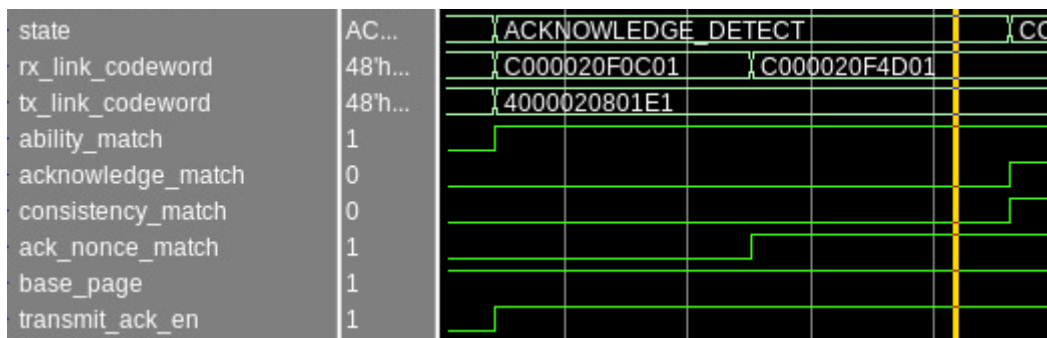 state AC... ACKNOWLEDGE_DETECT CO
rx_link_codeword 48'h... C000020F0C01 C000020F4D01
tx_link_codeword 48'h... 4000020801E1
ability_match 1
acknowledge_match 0
consistency_match 0
ack_nonce_match 1
base_page 1
transmit_ack_en 1